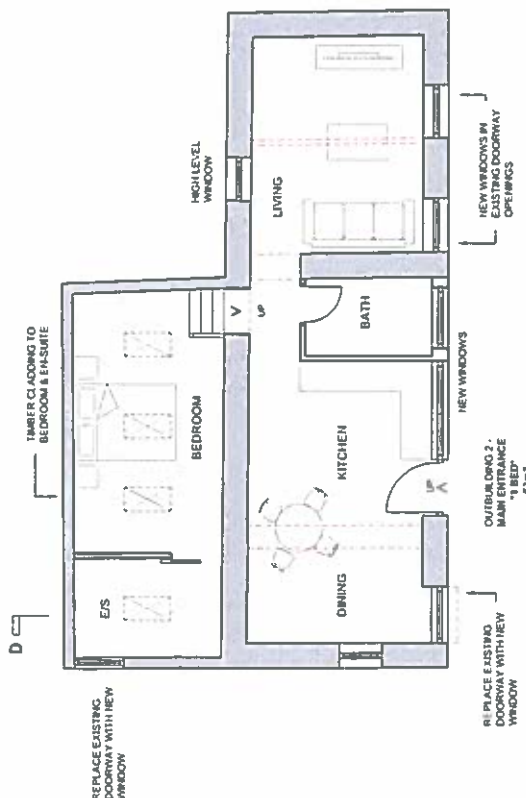 D
TIMBER CLADDING TO
BEDROOM & EN-SUITE
HIGH LEVEL
WINDOW
REPLACE EXISTING
DOORWAY WITH NEW
WINDOW
E/S
BEDROOM
V
UP
LIVING
BATH
KITCHEN
DINING
UP
V
REPLACE EXISTING
DOORWAY WITH NEW
WINDOW
OUTBUILDING 2 -
MAIN ENTRANCE
NEW WINDOWS
NEW WINDOWS IN
EXISTING DOORWAY
OPENINGS